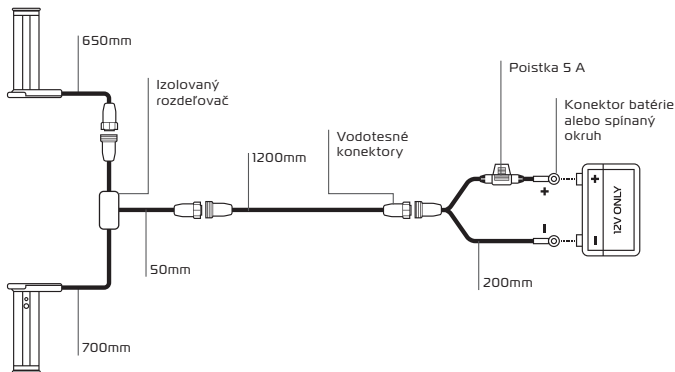 650mm
Izolovaný
rozdeľovač
Poistka 5 A
Konektor batérie
alebo spínaný
okruh
Vodotesné
konektory
1200mm
+
+
12V ONLY
-
-
50mm
200mm
700mm